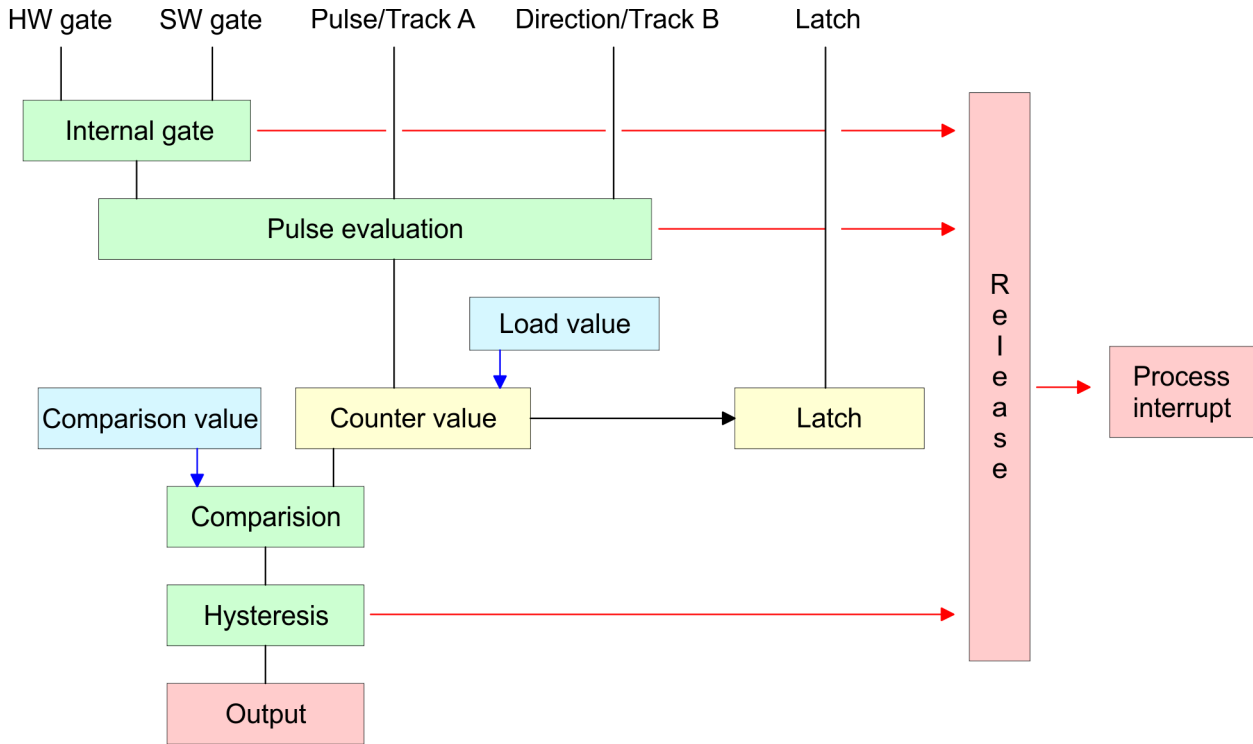 HW gate
SW gate
Pulse/Track A
Direction/Track B
Latch
Internal gate
Pulse evaluation
Load value
Comparison value
Counter value
Latch
Comparision
Hysteresis
Output
Release
Process
interrupt